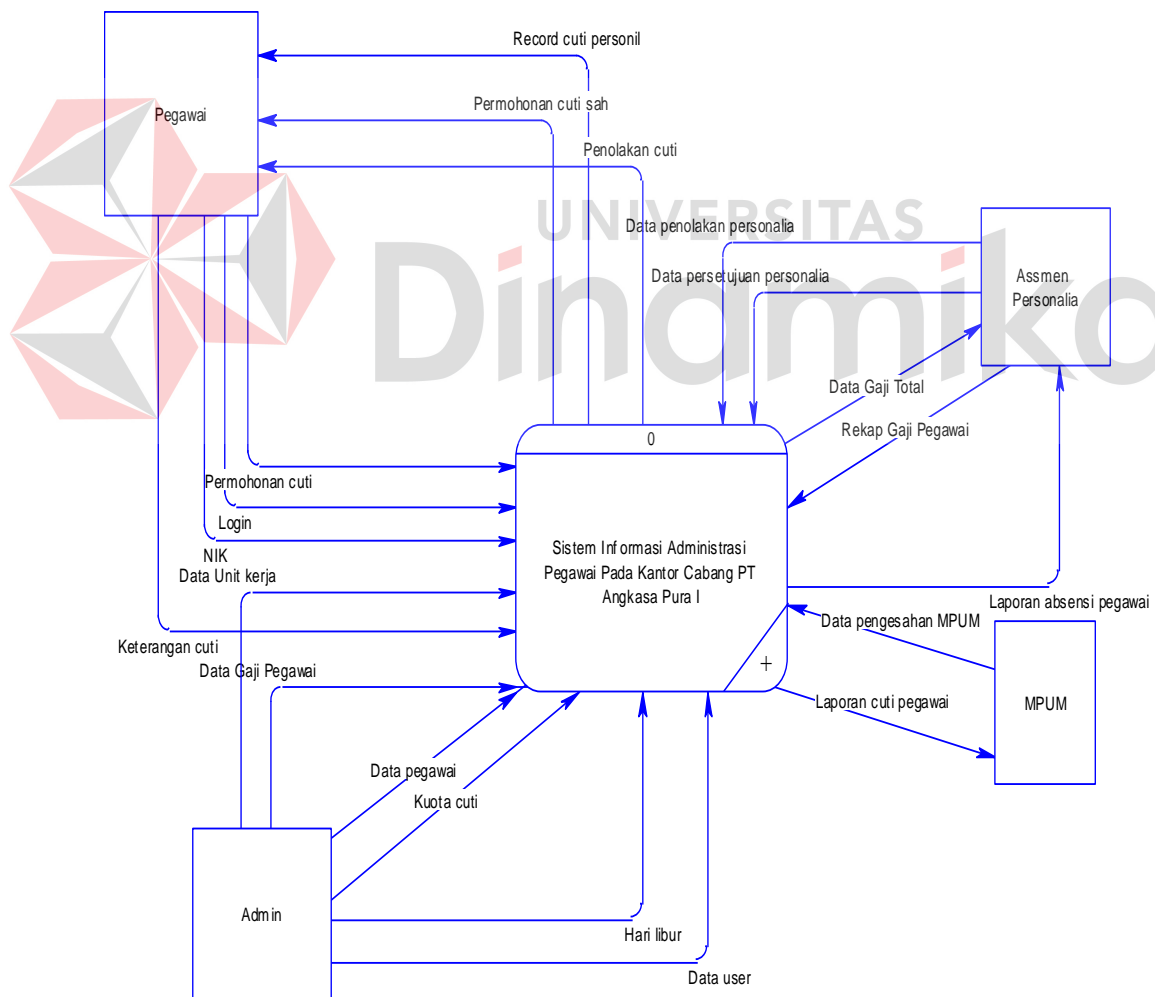 Record cuti personil
Permohonan cuti sah
Pegawai
Penolakan cuti
UNIVERSITAS
Dinamika
Data penolakan personalia
Data persetujuan personalia
Assmen
Personalia
Data Gaji Total
Rekap Gaji Pegawai
0
Permohonan cuti
Login
NIK
Data Unit kerja
Sistem Informasi Administrasi
Pegawai Pada Kantor Cabang PT
Angkasa Pura I
Laporan absensi pegawai
Data pengesahan MPUM
Keterangan cuti
Data Gaji Pegawai
+
Laporan cuti pegawai
MPUM
Data pegawai
Kuota cuti
Admin
Hari libur
Data user